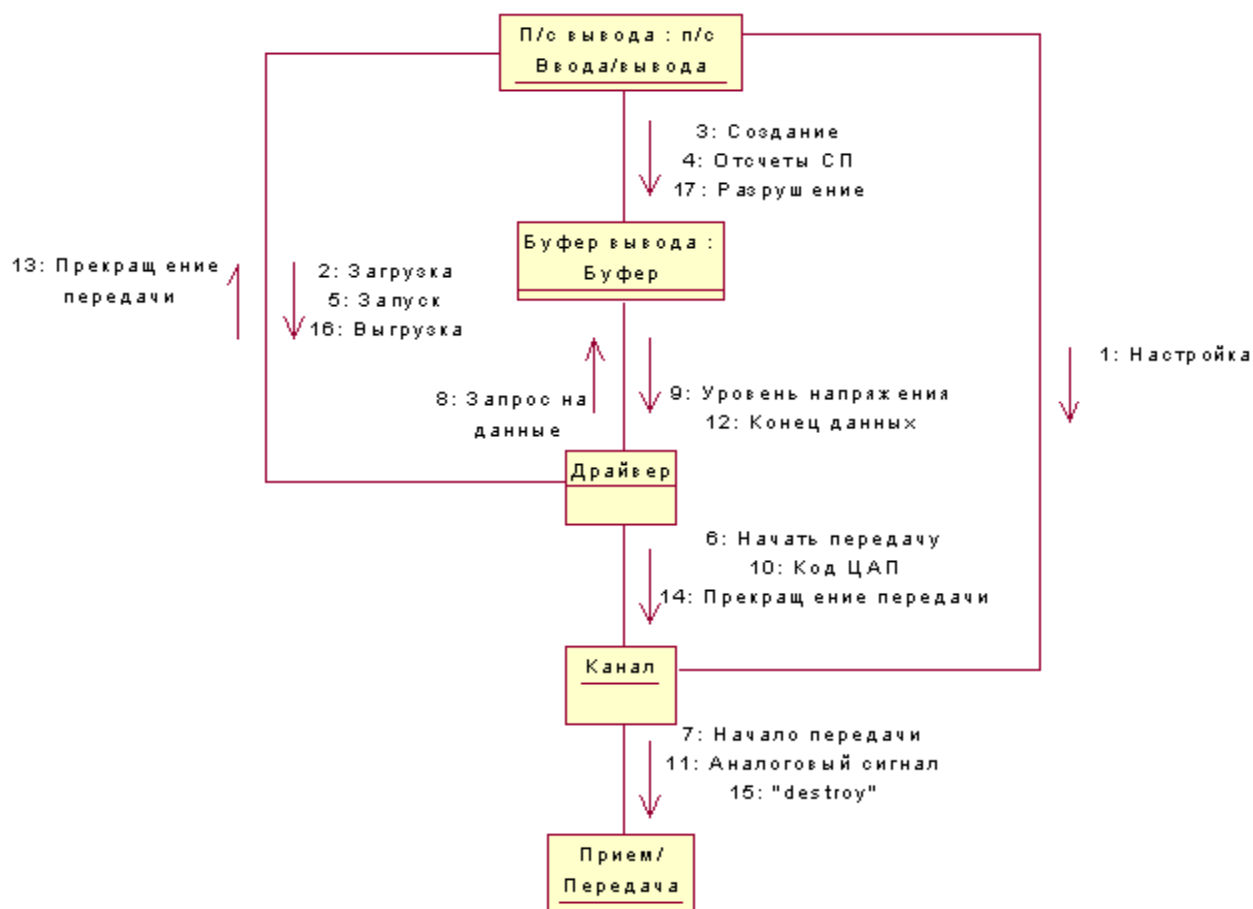 П/с вывода : п/с
Ввода/вывода
3: Создание
4: Отсчеты СП
17: Разрушение
Буфер вывода :
Буфер
13: Прекращение
передачи
2: Загрузка
5: Запуск
16: Выгрузка
1: Настройка
8: Запрос на
данные
9: Уровень напряжения
12: Конец данных
Драйвер
6: Начать передачу
10: Код ЦАП
14: Прекращение передачи
Канал
7: Начало передачи
11: Аналоговый сигнал
15: "destroy"
Прием/
Передача